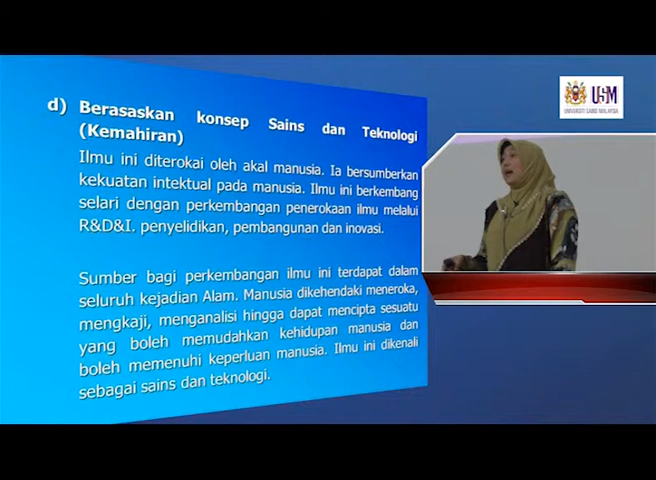 d) Berasaskan konsep Sains dan Teknologi
(Kemahiran)
Ilmu ini diterokai oleh akal manusia. Ia bersumberkan
kekuatan intektual pada manusia. Ilmu ini berkembang
selari dengan perkembangan penerokaan ilmu melalui
R&D&I. penyelidikan, pembangunan dan inovasi.
Sumber bagi perkembangan ilmu ini terdapat dalam
seluruh kejadian Alam. Manusia dikehendaki meneroka,
mengkaji, menganalisi hingga dapat mencipta sesuatu
yang boleh memudahkan kehidupan manusia dan
boleh memenuhi keperluan manusia. Ilmu ini dikenali
sebagai sains dan teknologi.
USM
UNIVERSITI SAINS MALAYSIA